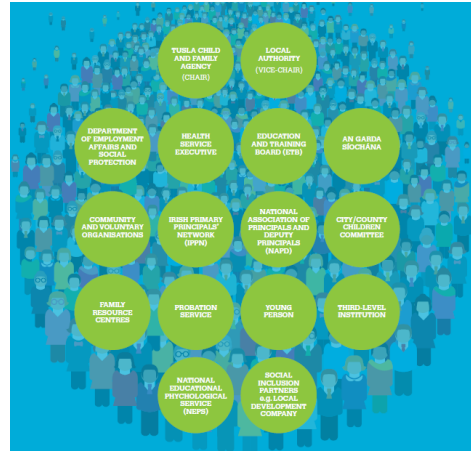 TUSLA CHILD
AND FAMILY
AGENCY
(CHAIR)
LOCAL
AUTHORITY
(VICE-CHAIR)
DEPARTMENT
OF EMPLOYMENT
AFFAIRS AND
SOCIAL
PROTECTION
HEALTH
SERVICE
EXECUTIVE
EDUCATION
AND TRAINING
BOARD (ETB)
AN GARDA
SÍOCHÁNA
COMMUNITY
AND VOLUNTARY
ORGANISATIONS
IRISH PRIMARY
PRINCIPALS'
NETWORK
(IPPN)
NATIONAL
ASSOCIATION OF
PRINCIPALS AND
DEPUTY
PRINCIPALS
(NAPD)
CITY/COUNTY
CHILDREN
COMMITTEE
FAMILY
RESOURCE
CENTRES
PROBATION
SERVICE
YOUNG
PERSON
THIRD-LEVEL
INSTITUTION
NATIONAL
EDUCATIONAL
PHYCHOLOGICAL
SERVICE
(NEPS)
SOCIAL
INCLUSION
PARTNERS
e.g. LOCAL
DEVELOPMENT
COMPANY